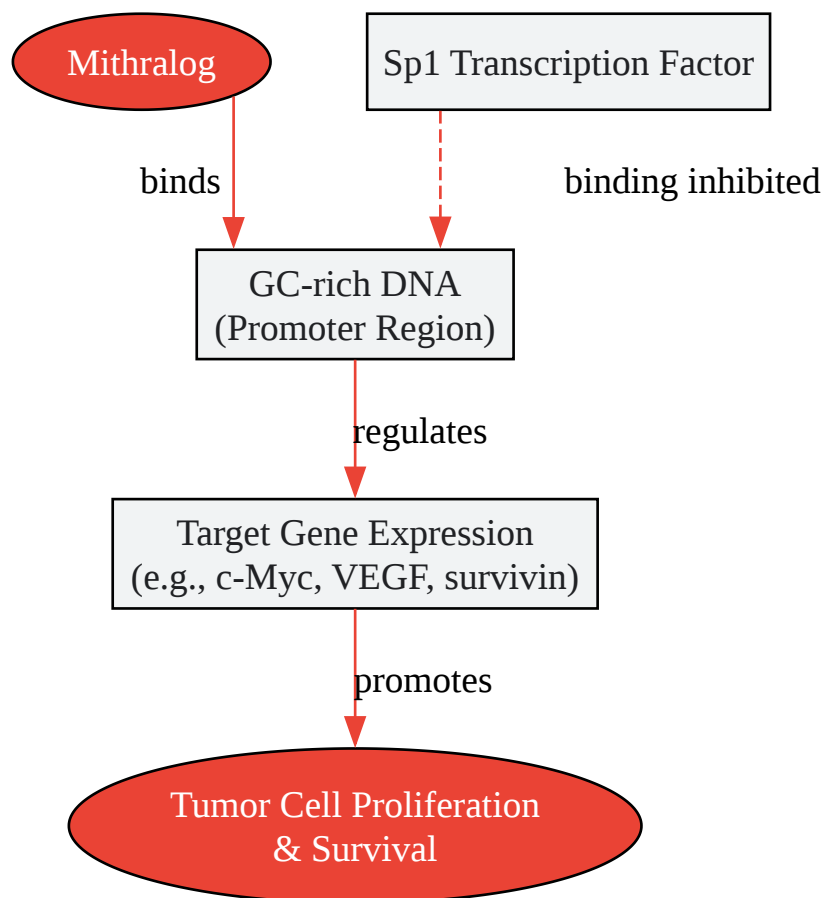 Mithralog
Sp1 Transcription Factor
binds
binding inhibited
GC-rich DNA
(Promoter Region)
regulates
Target Gene Expression
(e.g., c-Myc, VEGF, survivin)
promotes
Tumor Cell Proliferation
& Survival